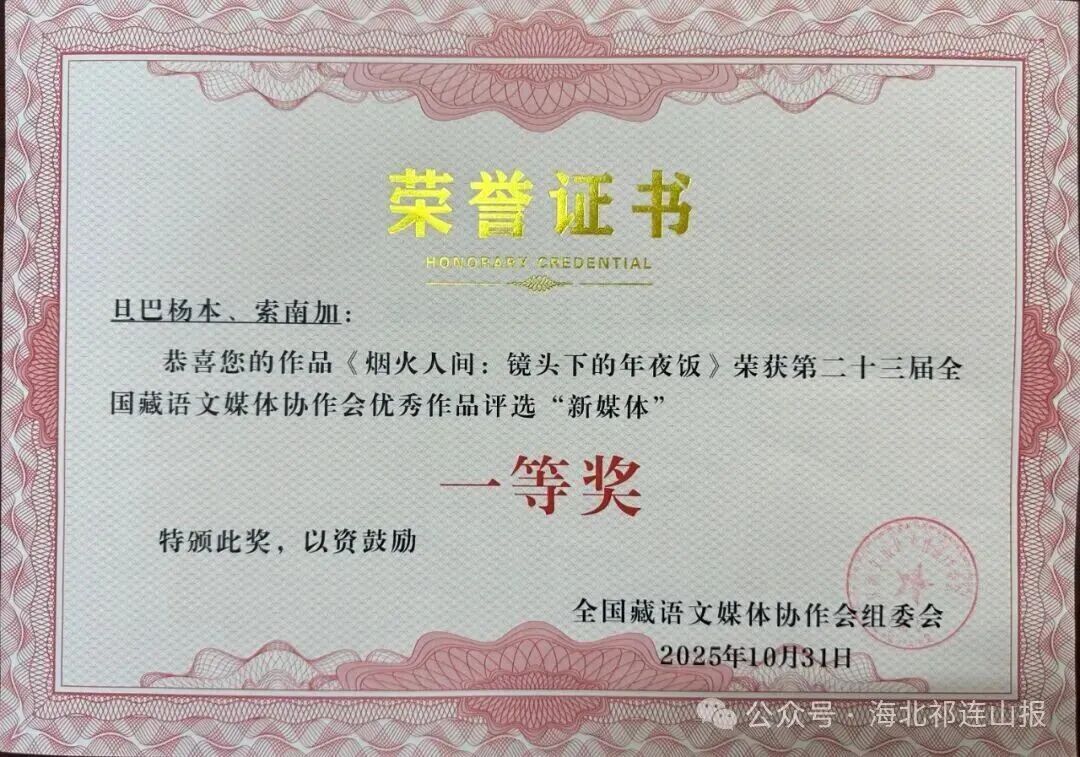 荣誉证书
HONORARY CREDENTIAL
旦巴杨本、索南加：
恭喜您的作品《烟火人间：镜头下的年夜饭》荣获第二十三届全
国藏语文媒体协作会优秀作品评选“新媒体”
一等奖
特颁此奖，以资鼓励
全国藏语文媒体协作会组委会
2025年10月31日
公众号·海北祁连山报